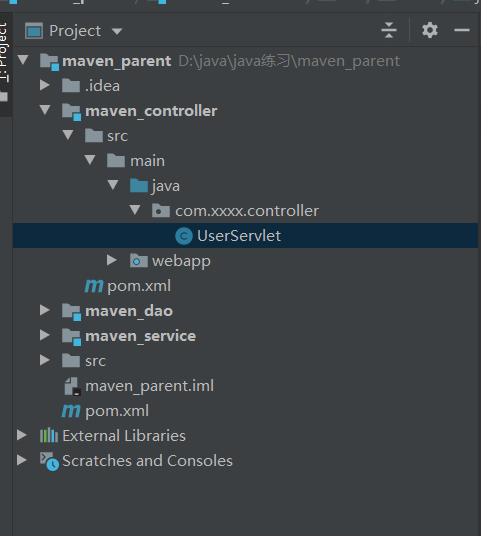 1: Project
Project
maven_parent D:\java\java练习\maven_parent
.idea
maven_controller
src
main
java
com.xxxx.controller
C UserServlet
webapp
m pom.xml
maven_dao
maven_service
src
maven_parent.iml
m pom.xml
External Libraries
Scratches and Consoles